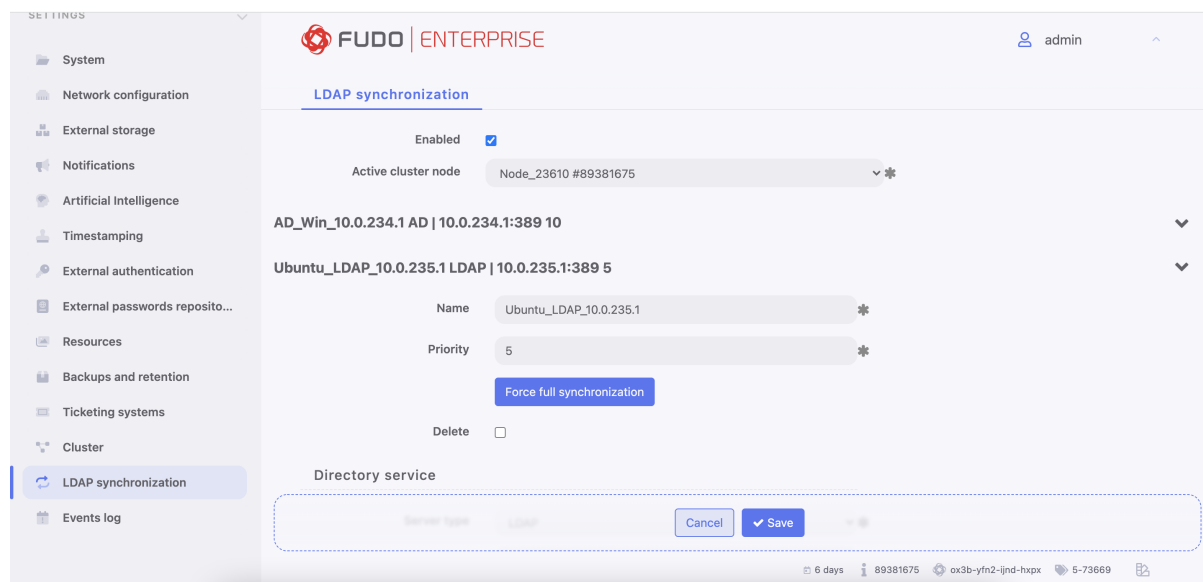 SETTINGS
System
Network configuration
External storage
Notifications
Artificial Intelligence
Timestamping
External authentication
External passwords reposito...
Resources
Backups and retention
Ticketing systems
Cluster
LDAP synchronization
Events log
FUDO | ENTERPRISE
admin
LDAP synchronization
Enabled
Active cluster node Node_23610 #89381675 ✱
AD_Win_10.0.234.1 AD | 10.0.234.1:389 10
Ubuntu_LDAP_10.0.235.1 LDAP | 10.0.235.1:389 5
Name Ubuntu_LDAP_10.0.235.1 ✱
Priority 5 ✱
Force full synchronization
Delete
Directory service
Server type LDAP
Cancel ✔ Save
6 days 89381675 ox3b-yfn2-ijnd-hxpx 5-73669